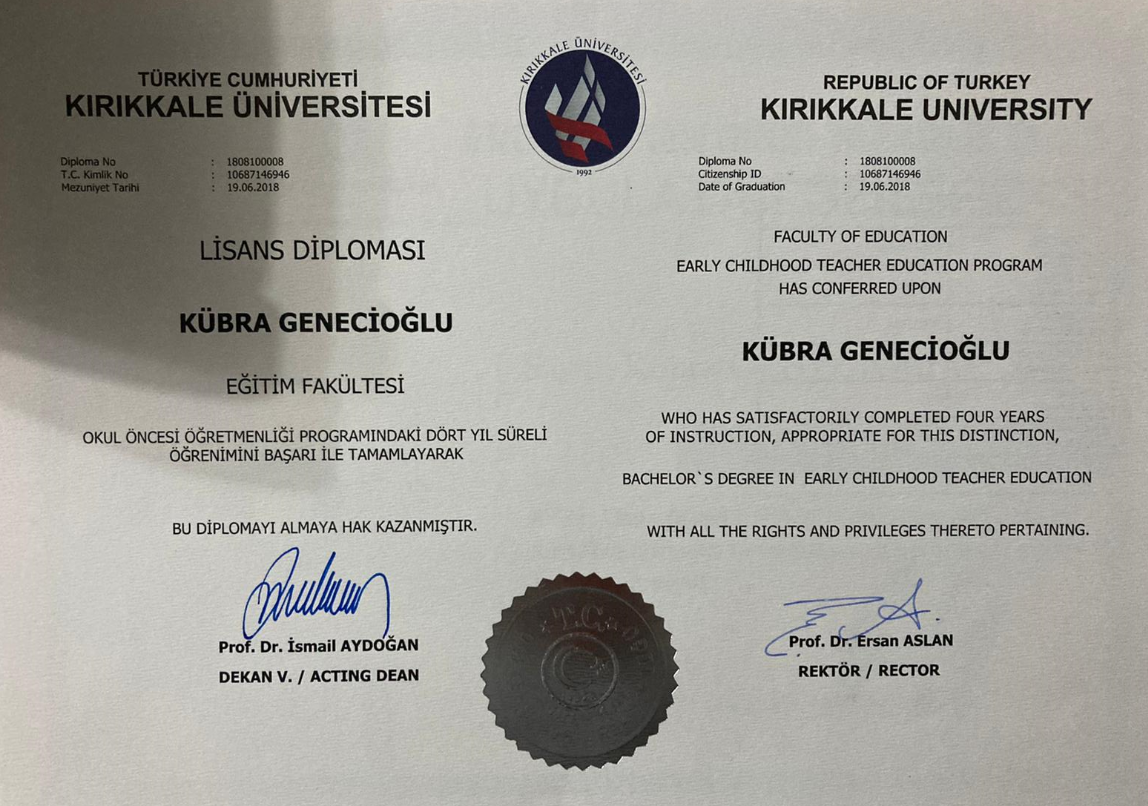 TÜRKİYE CUMHURİYETİ
KIRIKKALE ÜNİVERSİTESİ
Diploma No : 1808100008
T.C. Kimlik No : 10687146946
Mezuniyet Tarihi : 19.06.2018
LİSANS DİPLOMASI
KÜBRA GENECİOĞLU
EĞİTİM FAKÜLTESİ
OKUL ÖNCESİ ÖĞRETMENLİĞİ PROGRAMINDAKİ DÖRT YIL SÜRELİ
ÖĞRENİMİNİ BAŞARI İLE TAMAMLAYARAK
BU DİPLOMAYI ALMAYA HAK KAZANMIŞTIR.
Prof. Dr. İsmail AYDOĞAN
DEKAN V. / ACTING DEAN
KIRIKKALE ÜNİVERSİTESİ
1992
T.C.
REPUBLIC OF TURKEY
KIRIKKALE UNIVERSITY
Diploma No : 1808100008
Citizenship ID : 10687146946
Date of Graduation : 19.06.2018
FACULTY OF EDUCATION
EARLY CHILDHOOD TEACHER EDUCATION PROGRAM
HAS CONFERRED UPON
KÜBRA GENECİOĞLU
WHO HAS SATISFACTORILY COMPLETED FOUR YEARS
OF INSTRUCTION, APPROPRIATE FOR THIS DISTINCTION,
BACHELOR`S DEGREE IN EARLY CHILDHOOD TEACHER EDUCATION
WITH ALL THE RIGHTS AND PRIVILEGES THERETO PERTAINING.
Prof. Dr. Ersan ASLAN
REKTÖR / RECTOR